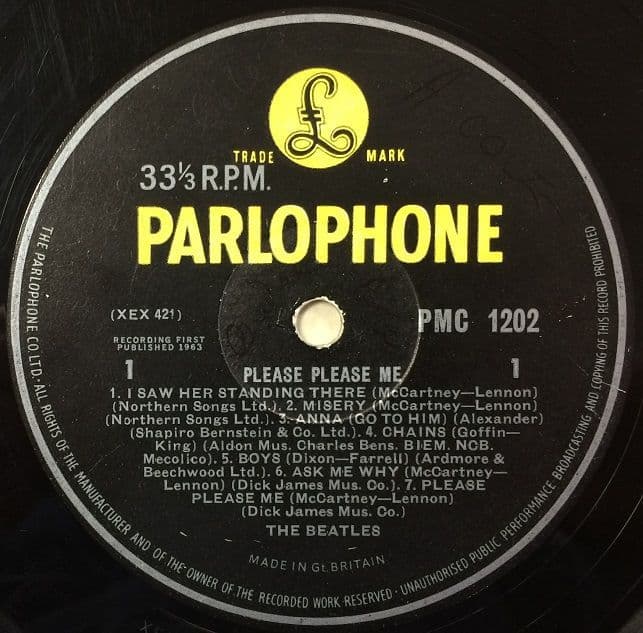 £
TRADE MARK
33⅓ R.P.M.
PARLOPHONE
(XEX 421)
PMC 1202
RECORDING FIRST
PUBLISHED 1963
1 PLEASE PLEASE ME 1
1. I SAW HER STANDING THERE (McCartney—Lennon)
(Northern Songs Ltd.). 2. MISERY (McCartney—Lennon)
(Northern Songs Ltd.). 3. ANNA (GO TO HIM) (Alexander)
(Shapiro Bernstein & Co. Ltd.). 4. CHAINS (Goffin—
King) (Aldon Mus. Charles Bens. BIEM. NCB.
Mecolico). 5. BOYS (Dixon—Farrell) (Ardmore &
Beechwood Ltd.). 6. ASK ME WHY (McCartney—
Lennon) (Dick James Mus. Co.). 7. PLEASE
PLEASE ME (McCartney—Lennon)
(Dick James Mus. Co.)
THE BEATLES
MADE IN Gt. BRITAIN
THE PARLOPHONE CO LTD · ALL RIGHTS OF THE MANUFACTURER AND OF THE OWNER OF THE RECORDED WORK RESERVED · UNAUTHORISED PUBLIC PERFORMANCE BROADCASTING AND COPYING OF THIS RECORD PROHIBITED